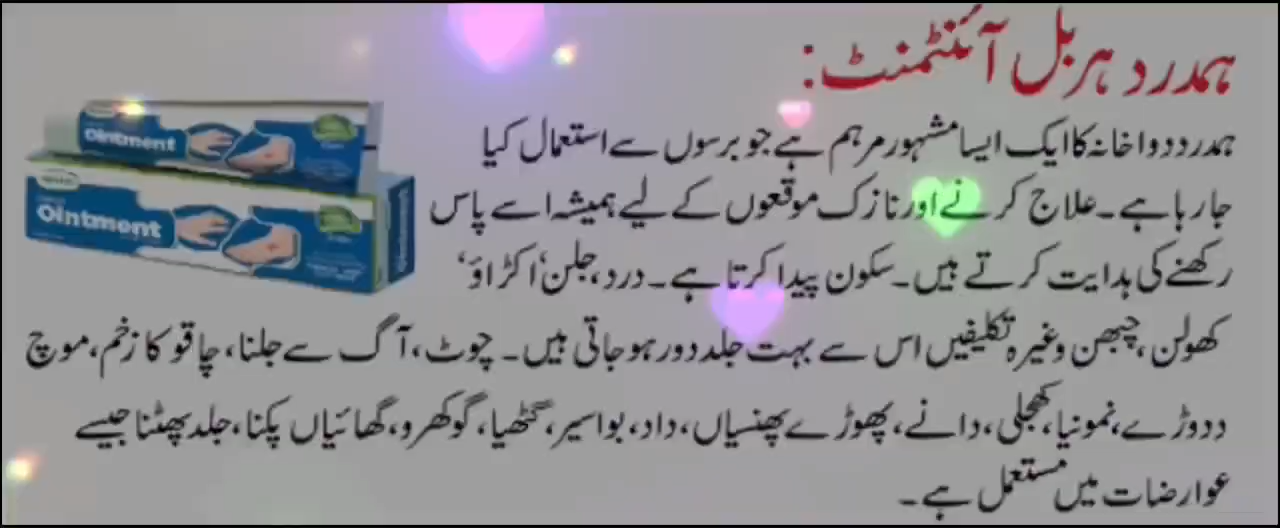 ہمدرد ہربل آئنٹمنٹ:
ہمدرد دواخانہ کا ایک ایسا مشہور مرہم ہے جو برسوں سے استعمال کیا
جارہا ہے۔ علاج کرنے اور نازک موقعوں کے لیے ہمیشہ اسے پاس
رکھنے کی ہدایت کرتے ہیں۔ سکون پیدا کرتا ہے۔ درد، جلن‘ اکڑاؤ‘
کھولن، چبھن وغیرہ تکلیفیں اس سے بہت جلد دور ہوجاتی ہیں۔ چوٹ، آگ سے جلنا، چاقو کا زخم، موچ
ددوڑے، نمونیا، کھجلی، دانے، پھوڑے پھنسیاں، داد، بواسیر، گٹھیا، گوکھرو، گھائیاں پکنا، جلد پھٹنا جیسے
عوارضات میں مستعمل ہے۔
Ointment
Ointment